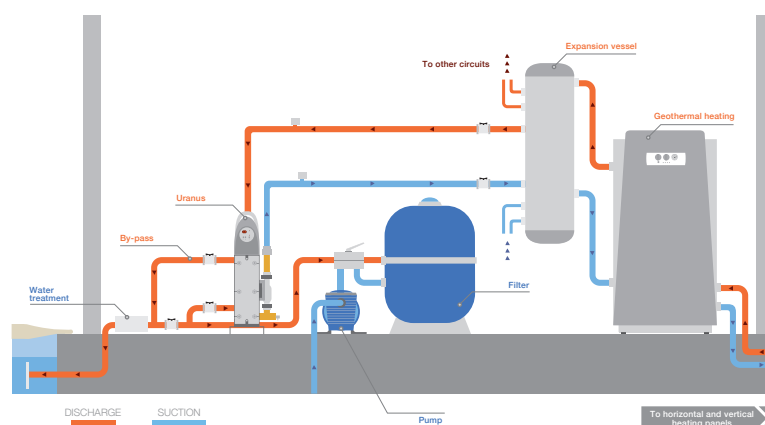 Expansion vessel
To other circuits
Geothermal heating
Uranus
By-pass
Water
treatment
Filter
Pump
DISCHARGE
SUCTION
To horizontal and vertical
heating panels